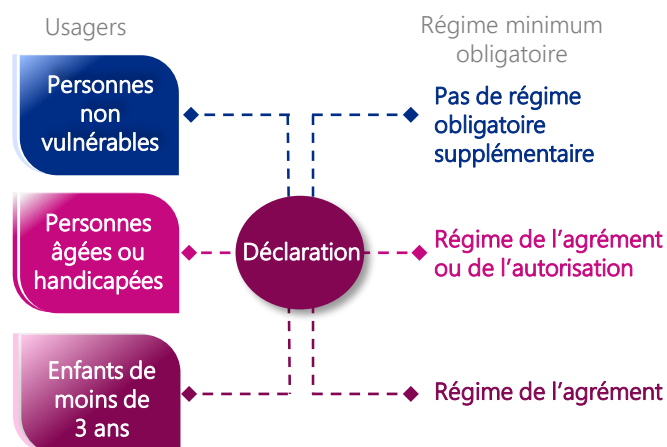 Usagers
Régime minimum
obligatoire
Personnes
non
vulnérables
Pas de régime
obligatoire
supplémentaire
Personnes
âgées ou
handicapées
Déclaration
Régime de l’agrément
ou de l’autorisation
Enfants de
moins de
3 ans
Régime de l’agrément